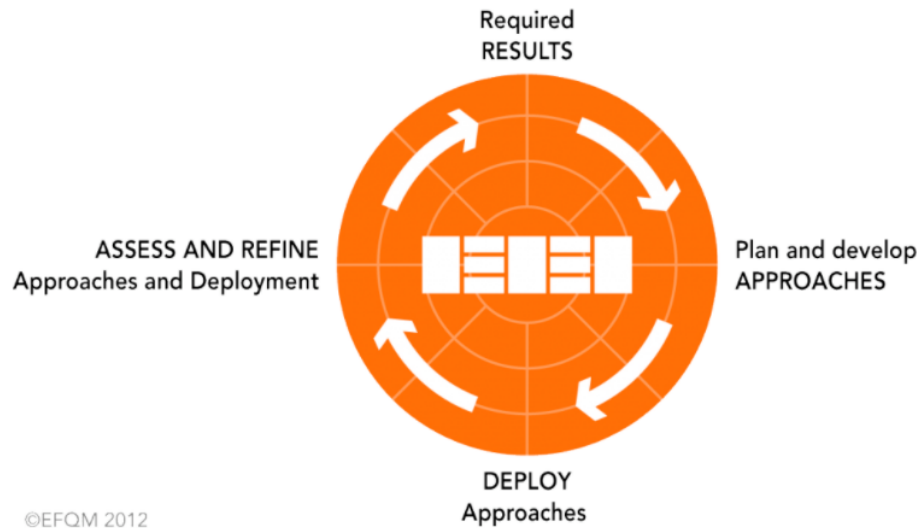 Required
RESULTS
ASSESS AND REFINE
Approaches and Deployment
Plan and develop
APPROACHES
DEPLOY
Approaches
©EFQM 2012